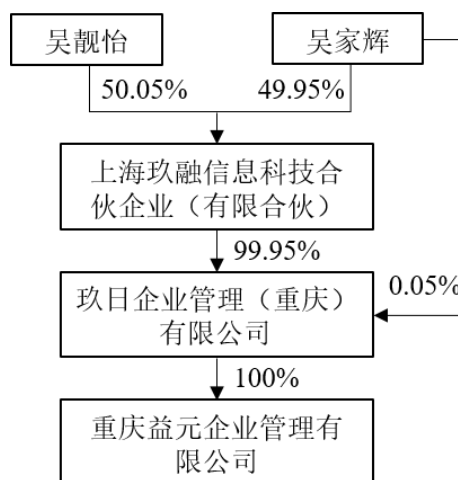 吴靓怡
吴家辉
50.05%
49.95%
上海玖融信息科技合
伙企业（有限合伙）
99.95%
玖日企业管理（重庆）
有限公司
0.05%
100%
重庆益元企业管理有
限公司